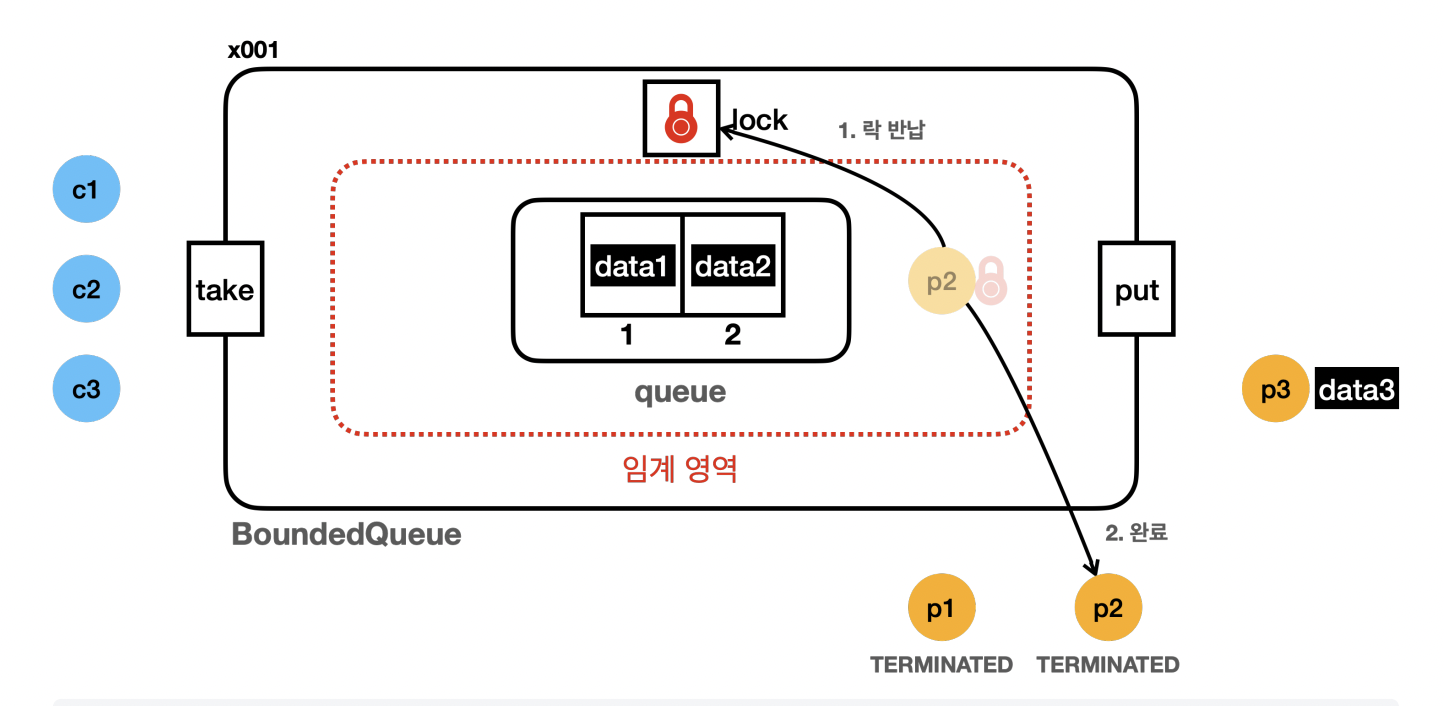 x001
lock
1. 락 반납
c1
c2
c3
take
data1
data2
1
2
queue
p2
put
p3
data3
임계 영역
BoundedQueue
2. 완료
p1
p2
TERMINATED
TERMINATED